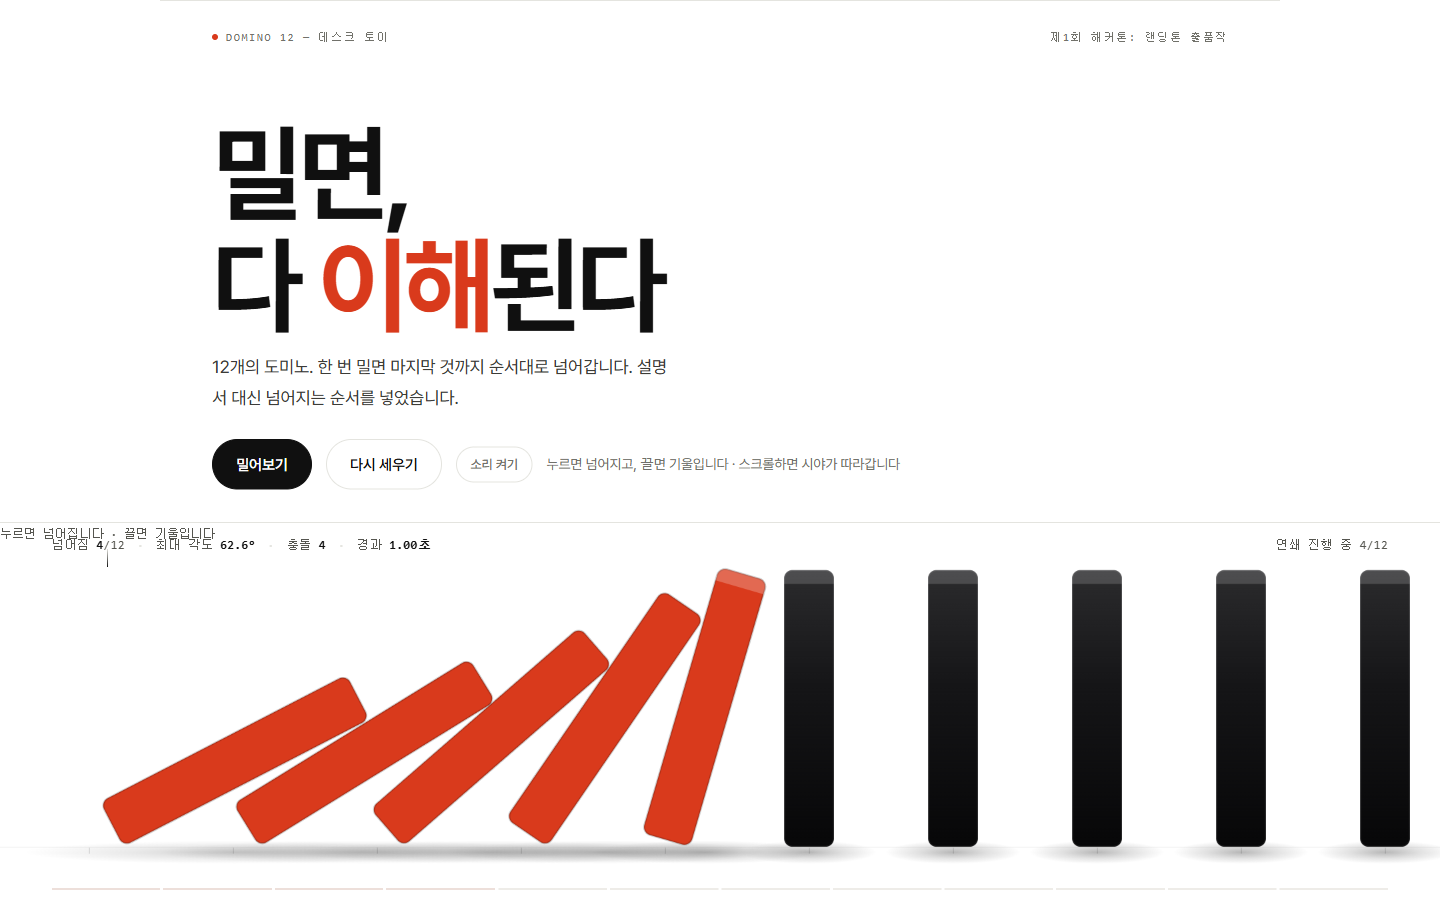 DOMINO 12 — 데스크 토이
제1회 해커톤: 랜딩톤 출품작
밀면,
다 이해된다
12개의 도미노. 한 번 밀면 마지막 것까지 순서대로 넘어갑니다. 설명
서 대신 넘어지는 순서를 넣었습니다.
밀어보기 다시 세우기 소리 켜기 누르면 넘어지고, 끌면 기울입니다 · 스크롤하면 시야가 따라갑니다
누르면 넘어집니다 · 끌면 기울입니다
넘어짐 4/12 · 최대 각도 62.6° · 충돌 4 · 경과 1.00초
연쇄 진행 중 4/12